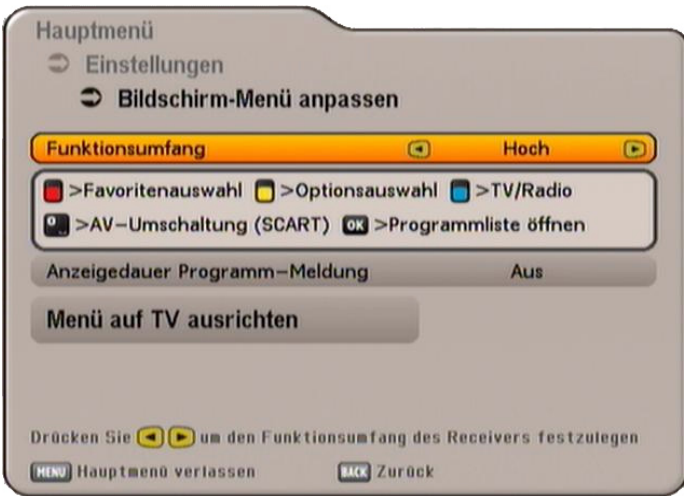 Hauptmenü
Einstellungen
Bildschirm-Menü anpassen
Funktionsumfang Hoch
>Favoritenauswahl >Optionsauswahl >TV/Radio
>AV-Umschaltung (SCART) OK >Programmliste öffnen
Anzeigedauer Programm-Meldung Aus
Menü auf TV ausrichten
Drücken Sie um den Funktionsumfang des Receivers festzulegen
MENU Hauptmenü verlassen BACK Zurück